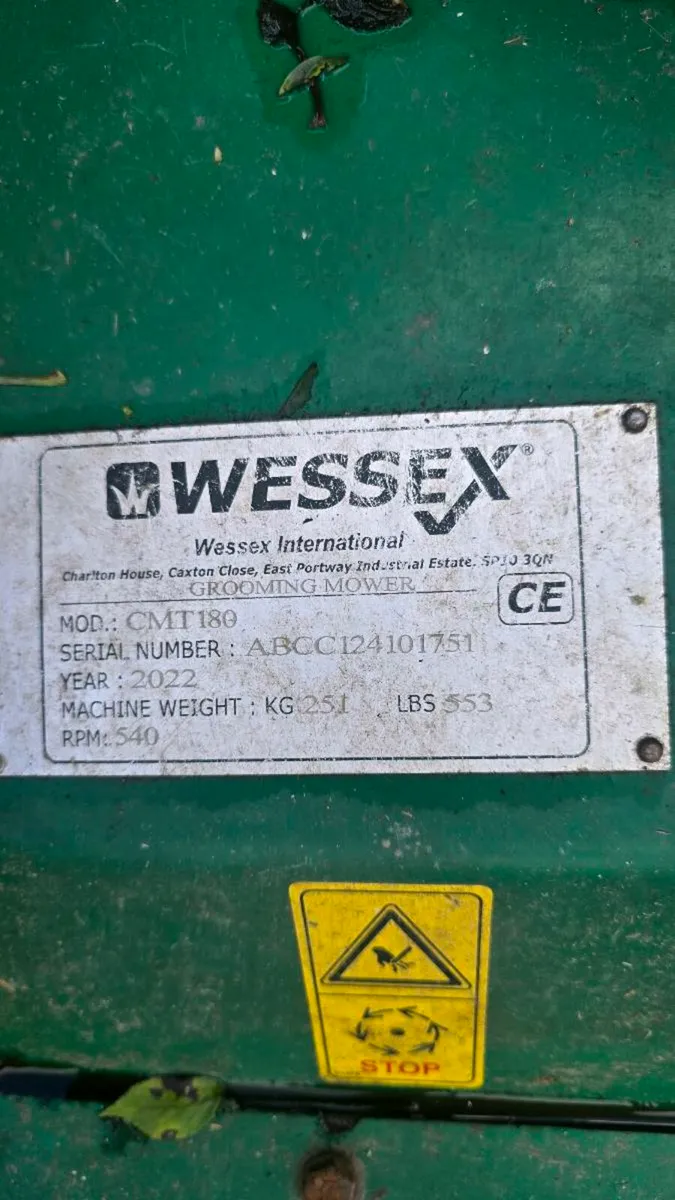 WESSEX®
Wessex International
Charlton House, Caxton Close, East Portway Industrial Estate. SP10 3QN
GROOMING MOWER
CE
MOD.: CMT180
SERIAL NUMBER : ABCC124101751
YEAR : 2022
MACHINE WEIGHT : KG 251 LBS 553
RPM: 540
STOP